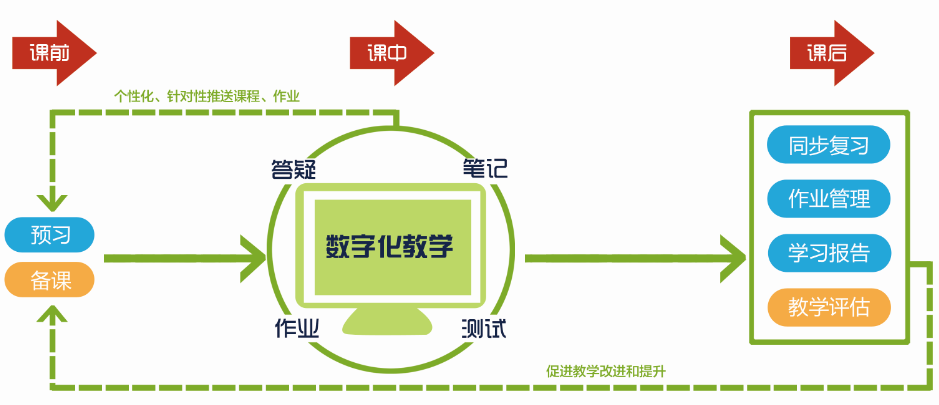 课前
课中
课后
个性化、针对性推送课程、作业
答疑
笔记
数字化教学
作业
测试
预习
备课
同步复习
作业管理
学习报告
教学评估
促进教学改进和提升